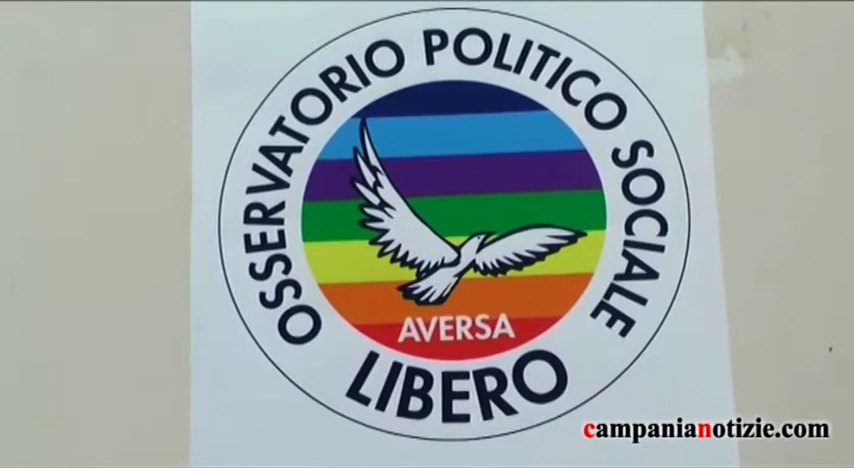 OSSERVATORIO POLITICO SOCIALE
AVERSA
LIBERO
campanianotizie.com